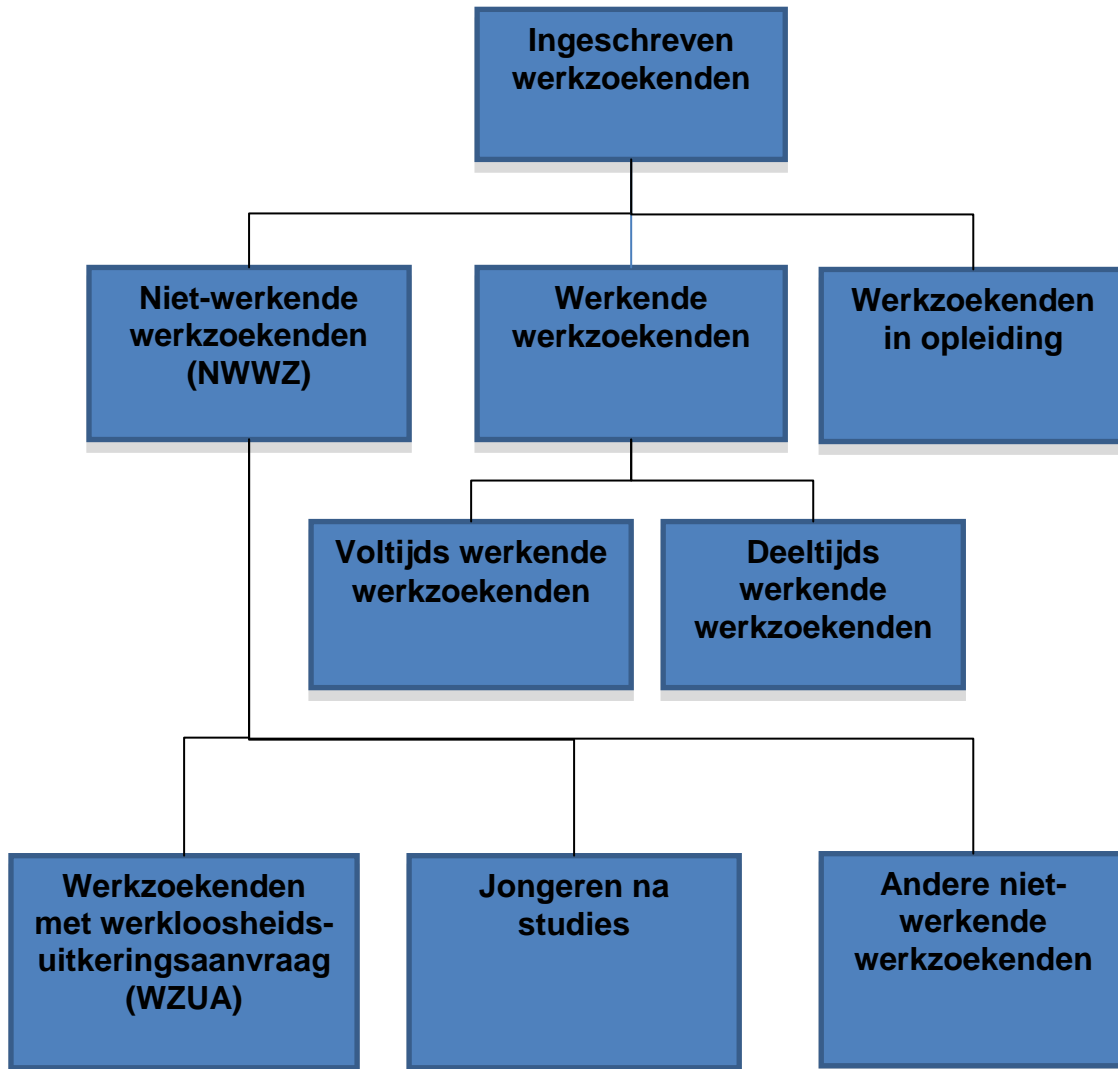 Ingeschreven
werkzoekenden
Niet-werkende
werkzoekenden
(NWWZ)
Werkende
werkzoekenden
Werkzoekenden
in opleiding
Voltijds werkende
werkzoekenden
Deeltijds
werkende
werkzoekenden
Werkzoekenden
met werkloosheids-
uitkeringsaanvraag
(WZUA)
Jongeren na
studies
Andere niet-
werkende
werkzoekenden